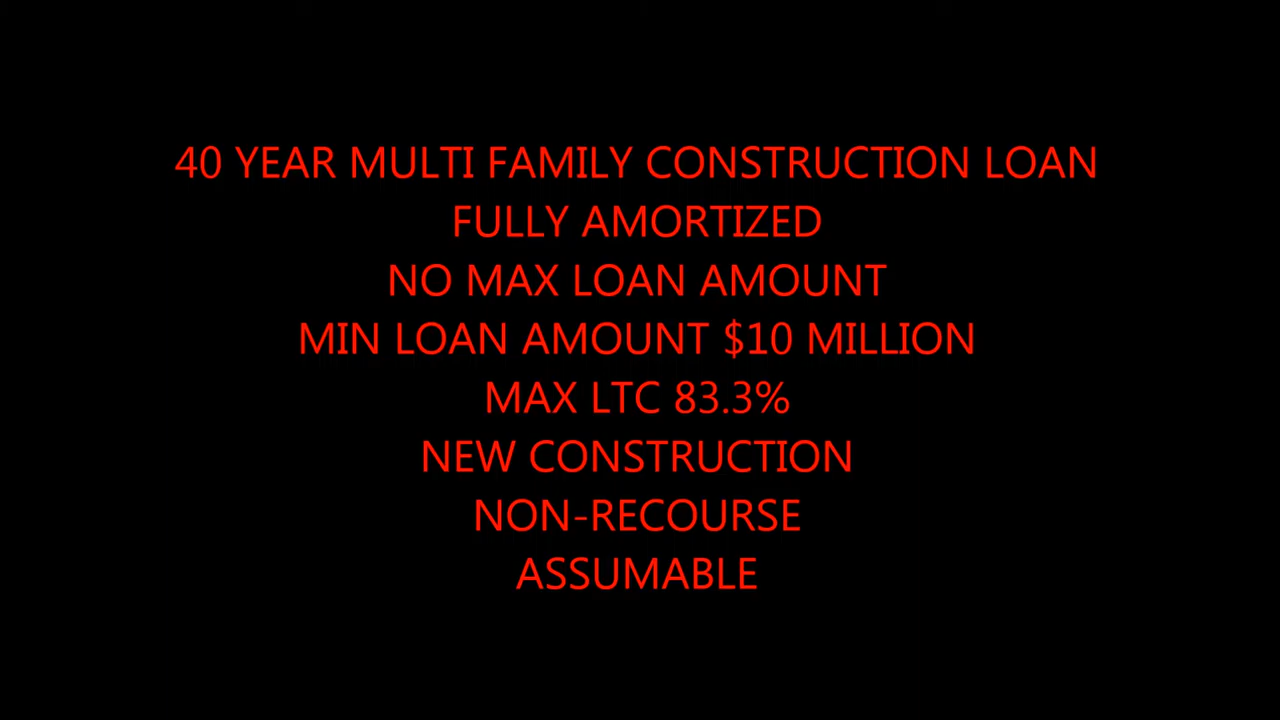 40 YEAR MULTI FAMILY CONSTRUCTION LOAN
FULLY AMORTIZED
NO MAX LOAN AMOUNT
MIN LOAN AMOUNT $10 MILLION
MAX LTC 83.3%
NEW CONSTRUCTION
NON-RECOURSE
ASSUMABLE